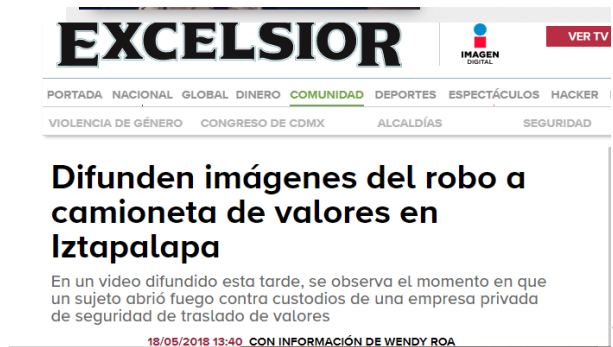 EXCELSIOR
IMAGEN
DIGITAL
VER TV
PORTADA NACIONAL GLOBAL DINERO COMUNIDAD DEPORTES ESPECTÁCULOS HACKER
VIOLENCIA DE GÉNERO CONGRESO DE CDMX ALCALDÍAS SEGURIDAD
Difunden imágenes del robo a
camioneta de valores en
Iztapalapa
En un video difundido esta tarde, se observa el momento en que
un sujeto abrió fuego contra custodios de una empresa privada
de seguridad de traslado de valores
18/05/2018 13:40 CON INFORMACIÓN DE WENDY ROA